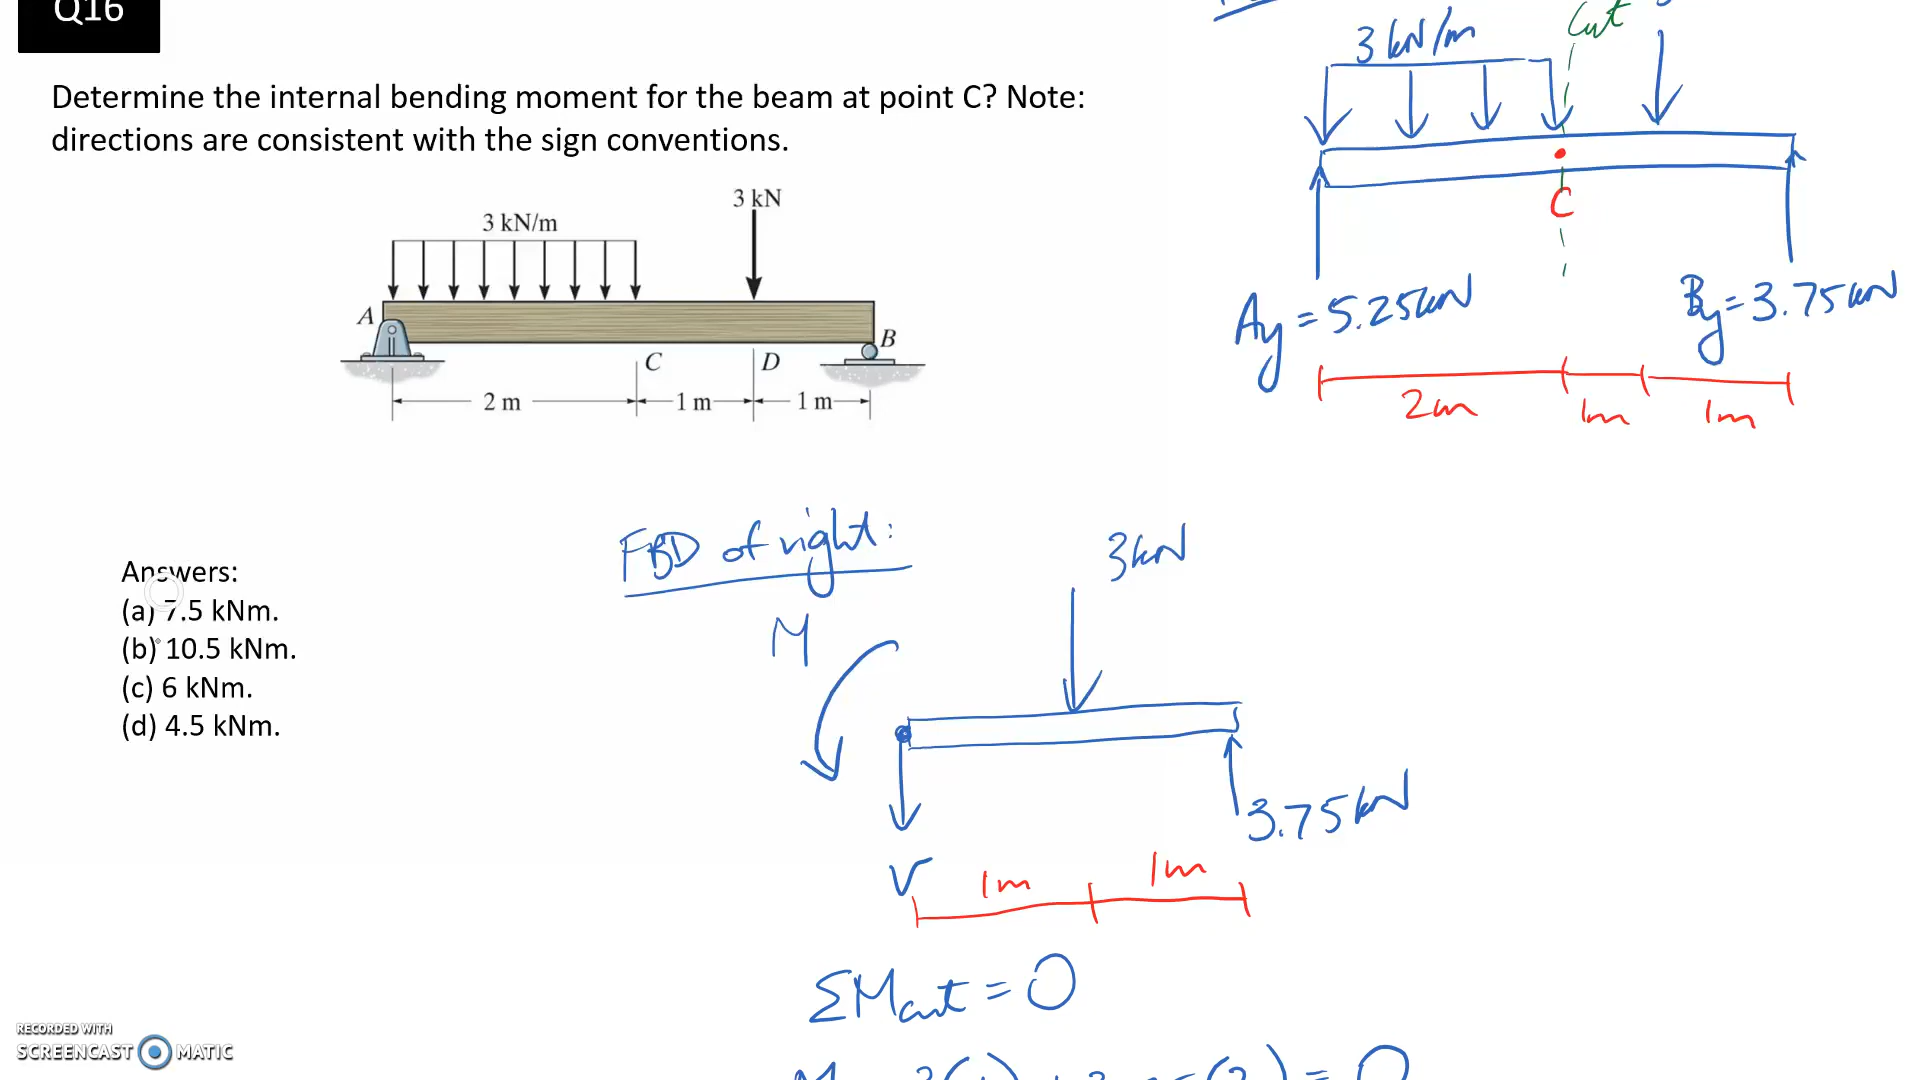 Q16
Determine the internal bending moment for the beam at point C? Note:
directions are consistent with the sign conventions.
3 kN
3 kN/m
A
B
C
D
2 m
1 m
1 m
Answers:
(a) 7.5 kNm.
(b) 10.5 kNm.
(c) 6 kNm.
(d) 4.5 kNm.
3 kN/m
Cut
C
Ay = 5.25kN
By = 3.75kN
2m
1m
1m
FBD of right:
M
3kN
3.75kN
V
1m
1m
ΣMcut = 0
RECORDED WITH
SCREENCAST MATIC